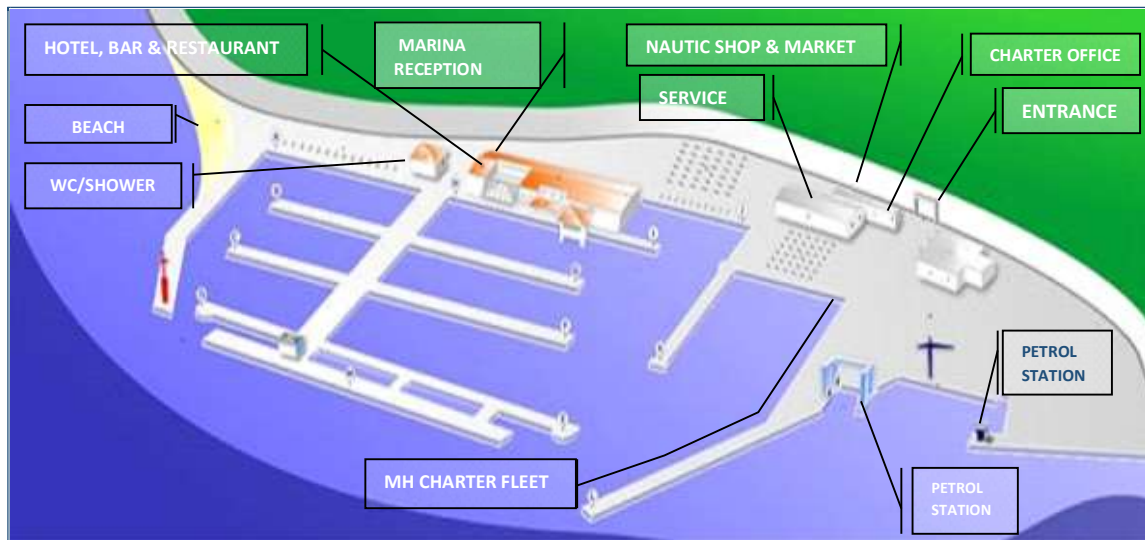 HOTEL, BAR & RESTAURANT
MARINA
RECEPTION
NAUTIC SHOP & MARKET
CHARTER OFFICE
SERVICE
ENTRANCE
BEACH
WC/SHOWER
PETROL
STATION
MH CHARTER FLEET
PETROL
STATION